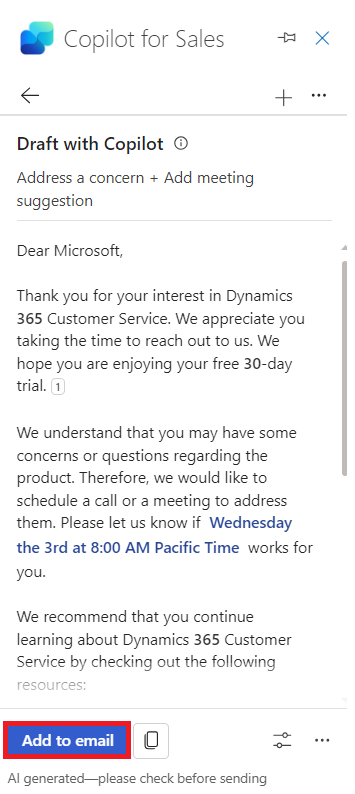 Copilot for Sales
Draft with Copilot
Address a concern + Add meeting
suggestion
Dear Microsoft,
Thank you for your interest in Dynamics
365 Customer Service. We appreciate you
taking the time to reach out to us. We
hope you are enjoying your free 30-day
trial. 1
We understand that you may have some
concerns or questions regarding the
product. Therefore, we would like to
schedule a call or a meeting to address
them. Please let us know if Wednesday
the 3rd at 8:00 AM Pacific Time works for
you.
We recommend that you continue
learning about Dynamics 365 Customer
Service by checking out the following
resources:
Add to email
AI generated—please check before sending